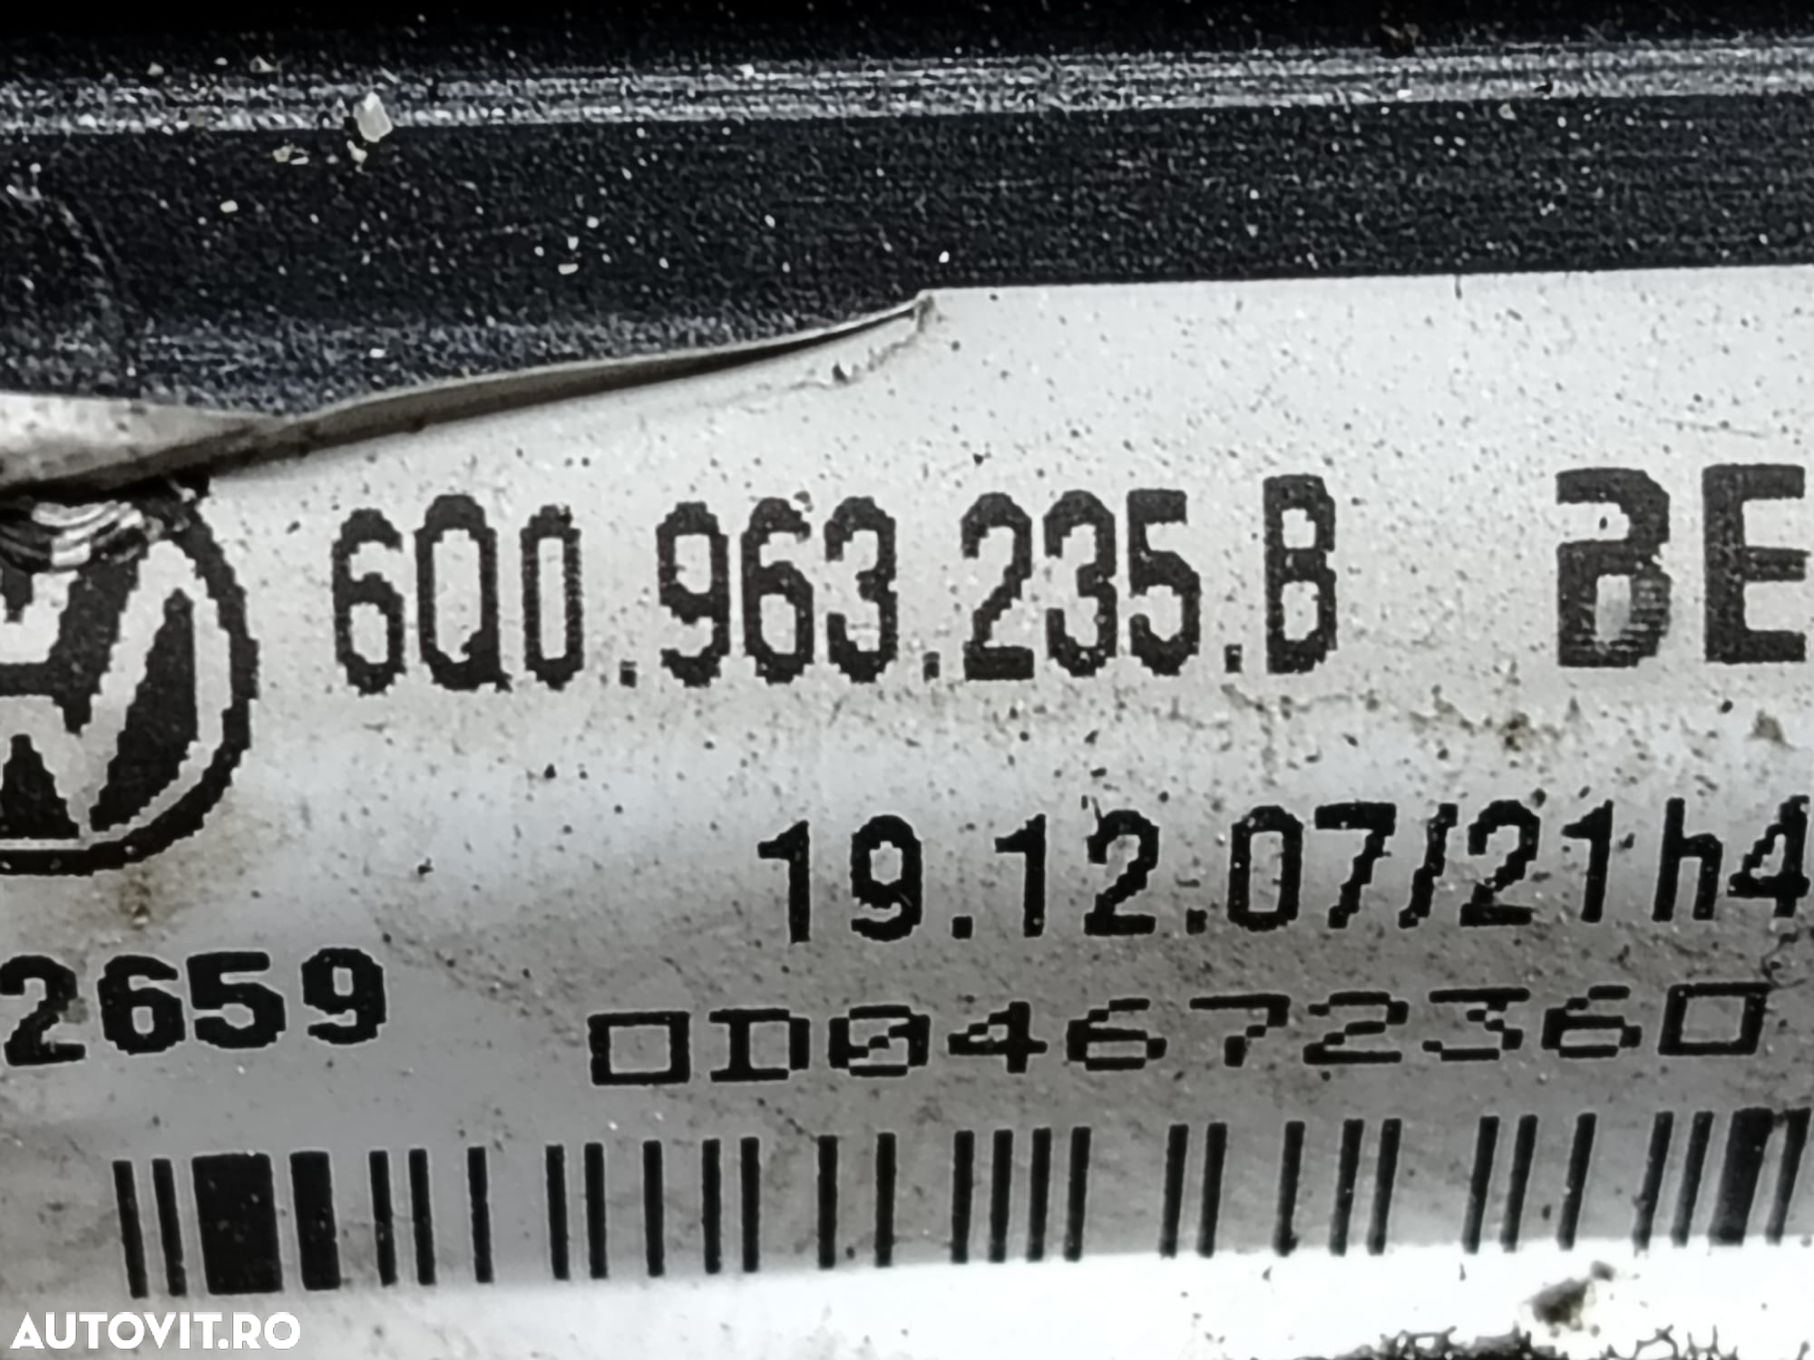 6Q0.963.235.B BE
19.12.07/21h4
2659
0D04672360
AUTOVIT.RO